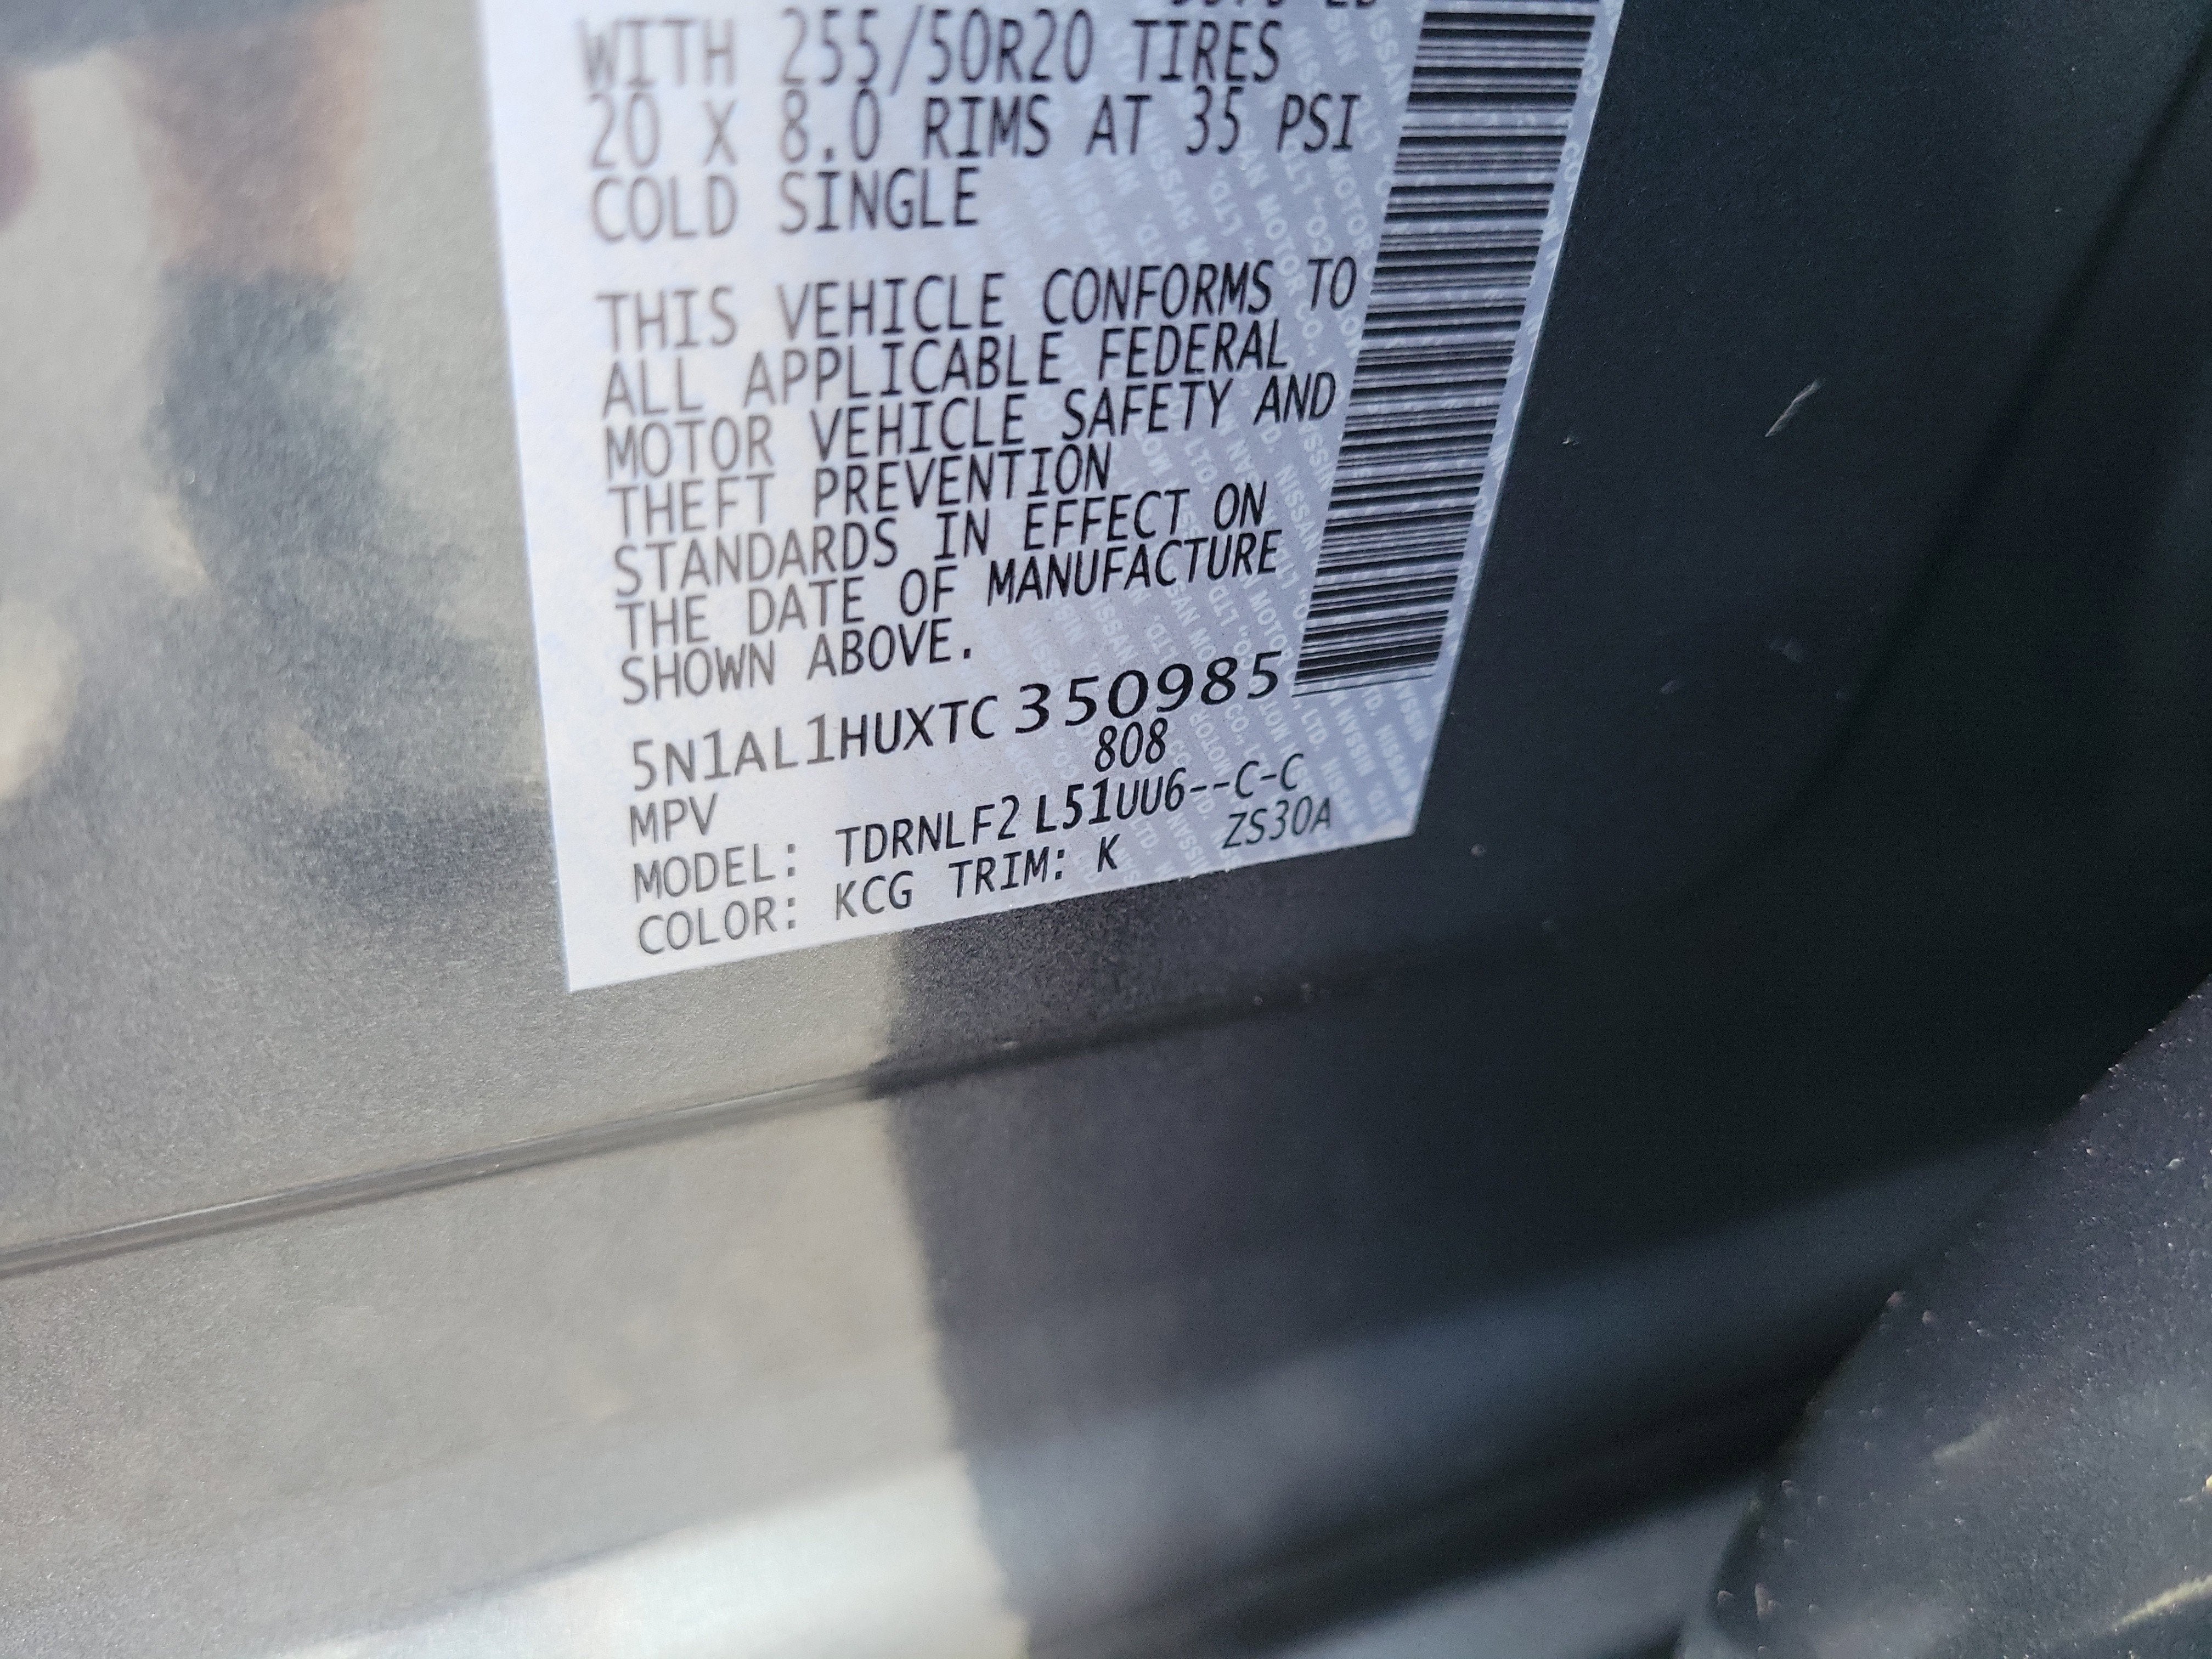 WITH 255/50R20 TIRES
20 X 8.0 RIMS AT 35 PSI
COLD SINGLE
THIS VEHICLE CONFORMS TO
ALL APPLICABLE FEDERAL
MOTOR VEHICLE SAFETY AND
THEFT PREVENTION
STANDARDS IN EFFECT ON
THE DATE OF MANUFACTURE
SHOWN ABOVE.
5N1AL1HUXTC350985
808
MPV
MODEL: TDRNLF2 L51UU6--C-C
COLOR: KCG TRIM: K ZS30A